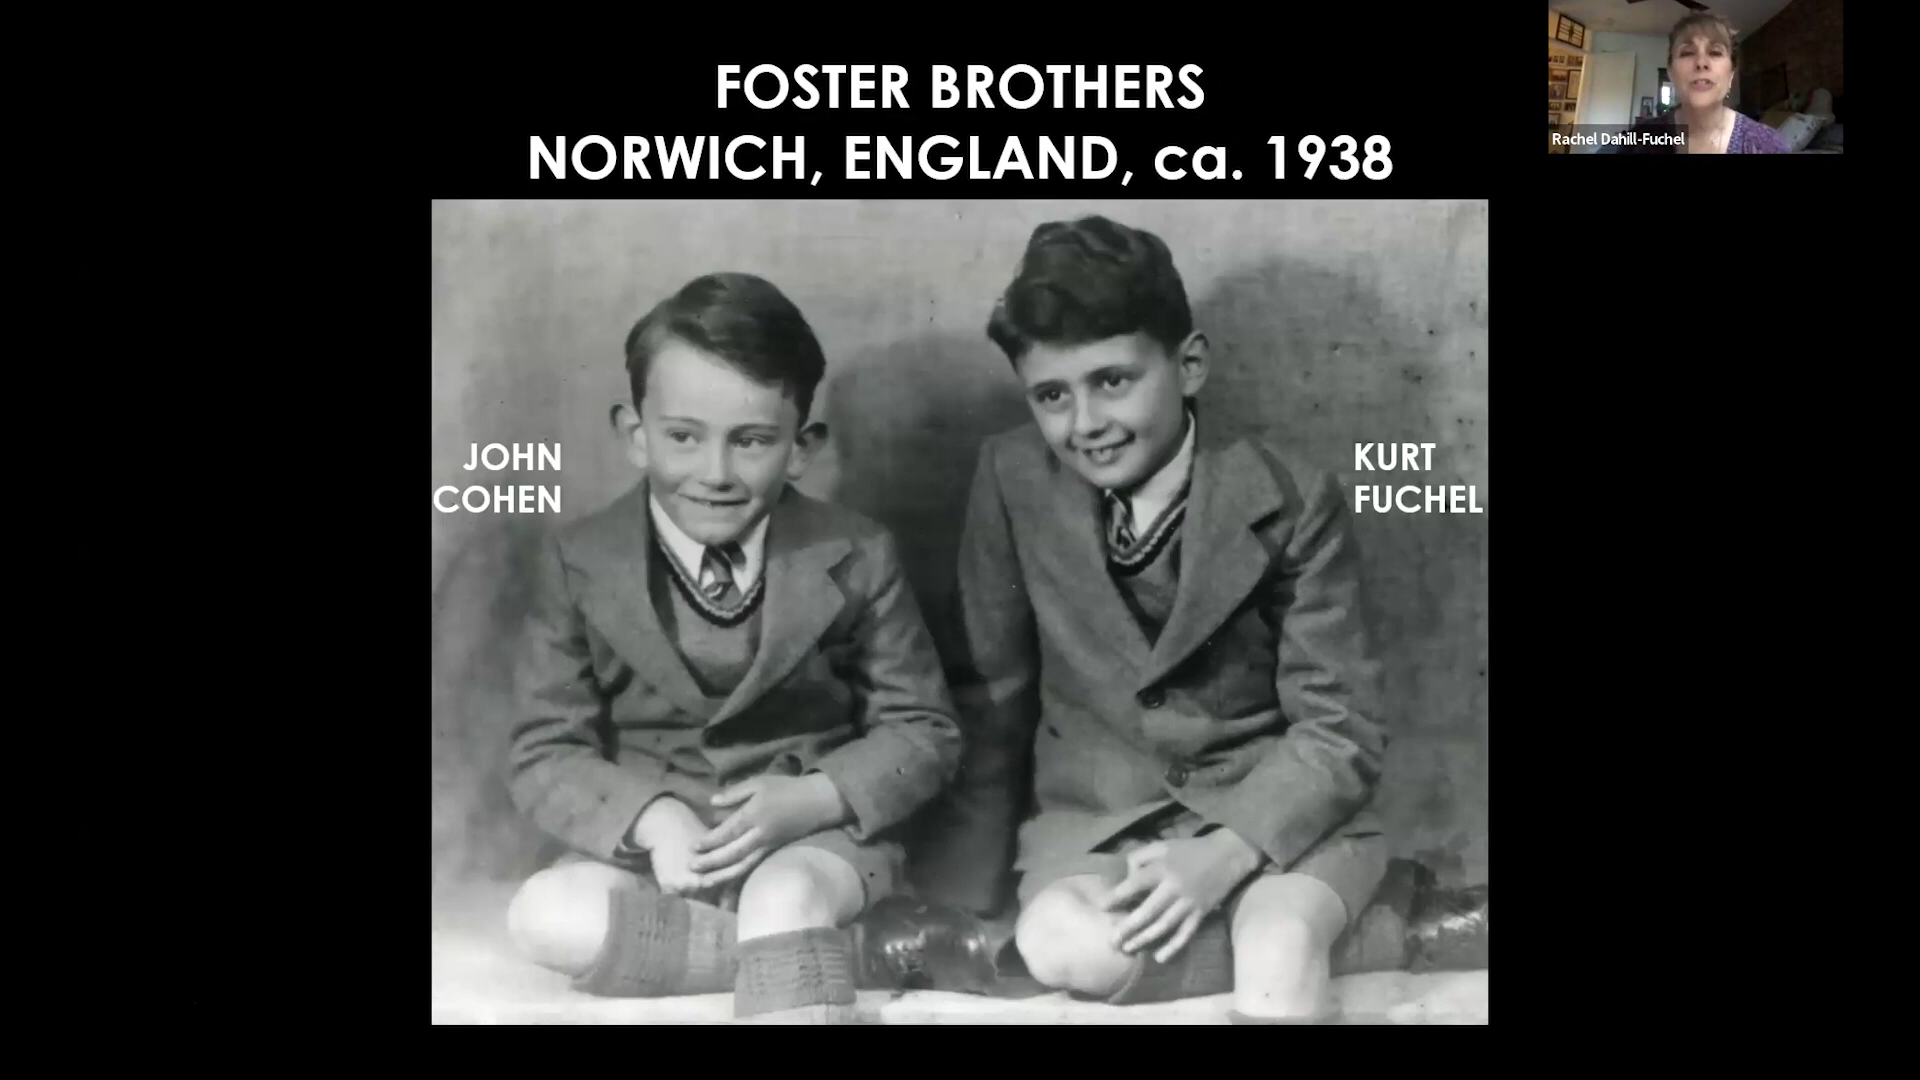 FOSTER BROTHERS
NORWICH, ENGLAND, ca. 1938
Rachel Dahill-Fuchel
JOHN
COHEN
KURT
FUCHEL